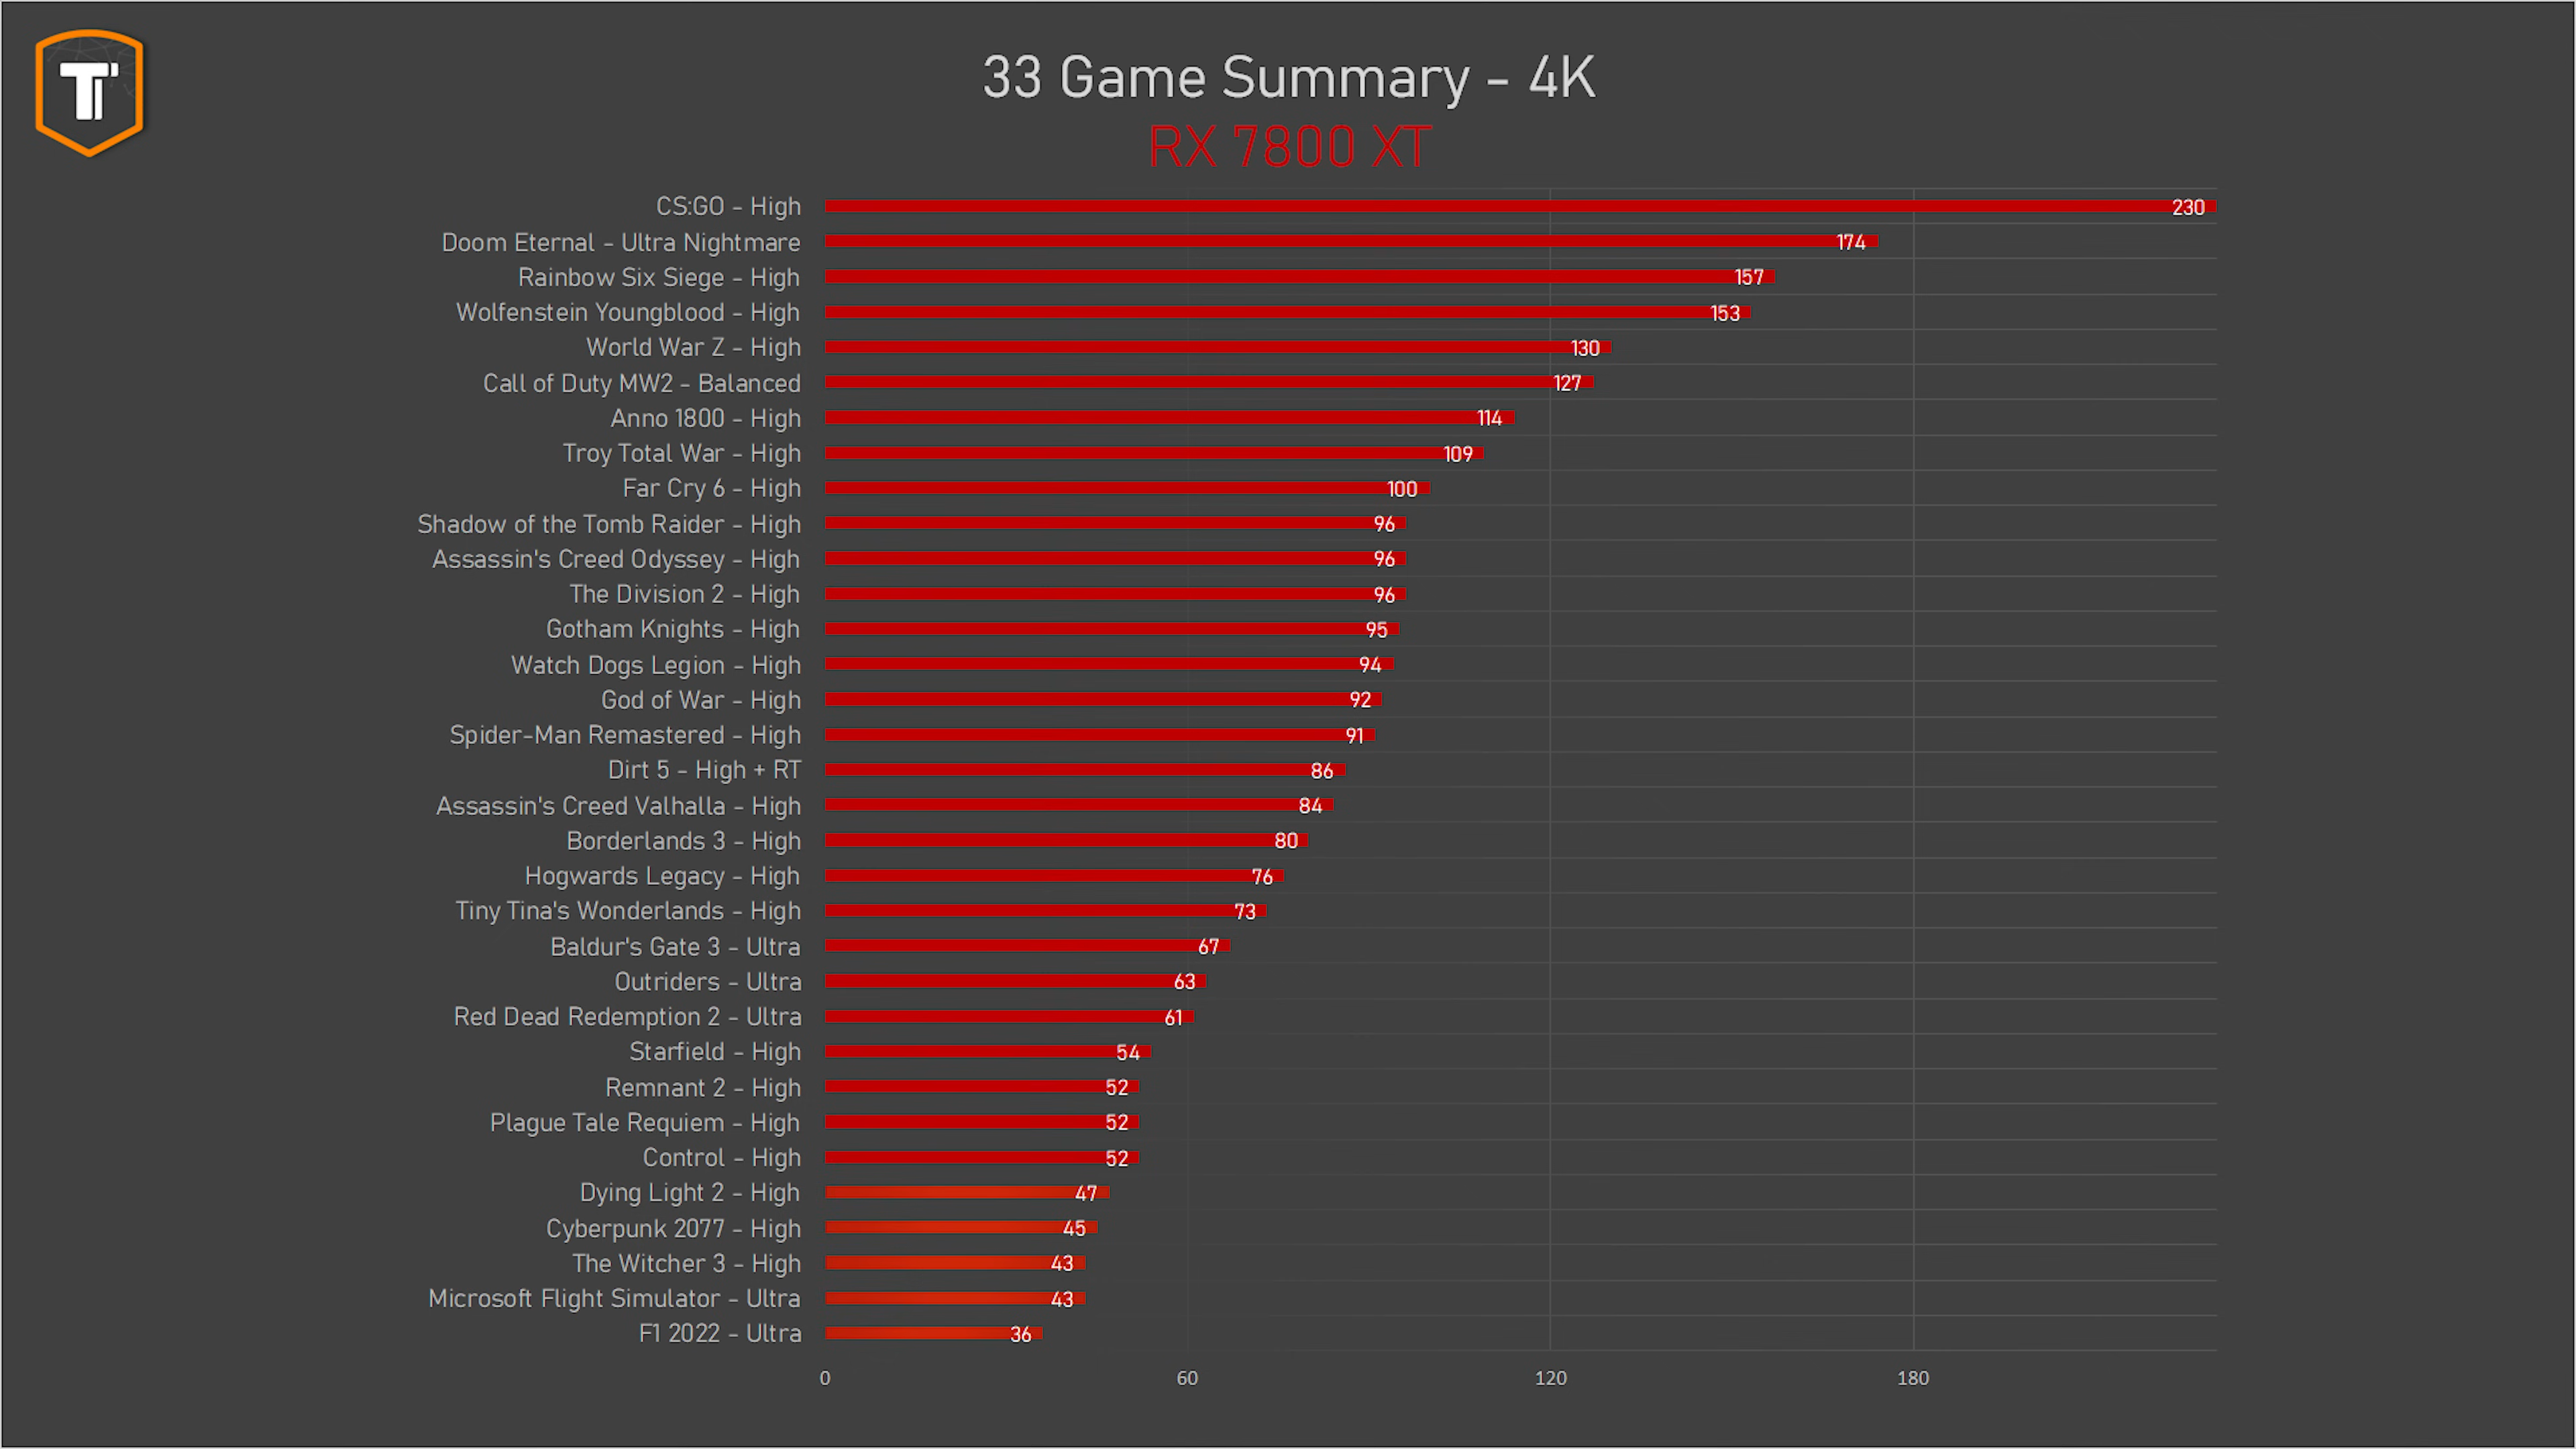 T
33 Game Summary - 4K
RX 7800 XT
CS:GO - High 230
Doom Eternal - Ultra Nightmare 174
Rainbow Six Siege - High 157
Wolfenstein Youngblood - High 153
World War Z - High 130
Call of Duty MW2 - Balanced 127
Anno 1800 - High 114
Troy Total War - High 109
Far Cry 6 - High 100
Shadow of the Tomb Raider - High 96
Assassin's Creed Odyssey - High 96
The Division 2 - High 96
Gotham Knights - High 95
Watch Dogs Legion - High 94
God of War - High 92
Spider-Man Remastered - High 91
Dirt 5 - High + RT 86
Assassin's Creed Valhalla - High 84
Borderlands 3 - High 80
Hogwards Legacy - High 76
Tiny Tina's Wonderlands - High 73
Baldur's Gate 3 - Ultra 67
Outriders - Ultra 63
Red Dead Redemption 2 - Ultra 61
Starfield - High 54
Remnant 2 - High 52
Plague Tale Requiem - High 52
Control - High 52
Dying Light 2 - High 47
Cyberpunk 2077 - High 45
The Witcher 3 - High 43
Microsoft Flight Simulator - Ultra 43
F1 2022 - Ultra 36
0 60 120 180